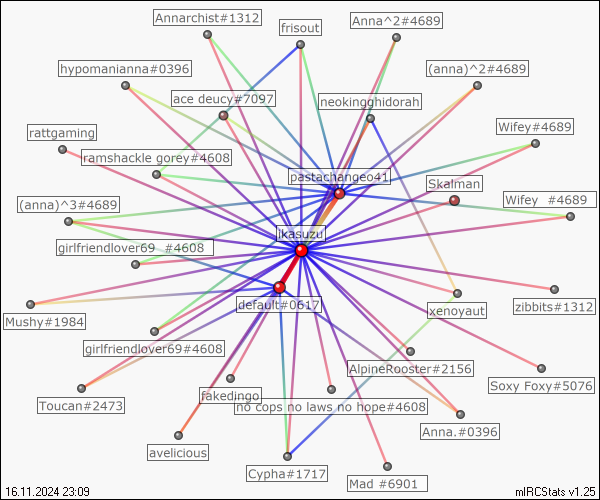 Annarchist#1312
frisout
Anna^2#4689
hypomanianna#0396
(anna)^2#4689
ace deucy#7097
neokingghidorah
rattgaming
Wifey#4689
ramshackle gorey#4608
pastachangeo41
Skalman
(anna)^3#4689
Wifey #4689
ikasuzu
girlfriendlover69 #4608
default#0617
xenoyaut
zibbits#1312
Mushy#1984
girlfriendlover69#4608
AlpineRooster#2156
Soxy Foxy#5076
fakedingo
Toucan#2473
no cops no laws no hope#4608
Anna.#0396
avelicious
Cypha#1717
Mad #6901
16.11.2024 23:09
mIRCStats v1.25